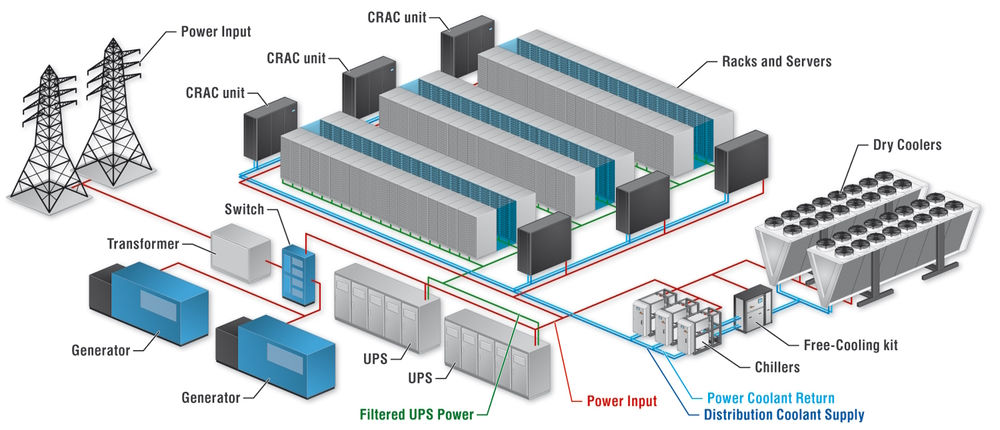 CRAC unit
Power Input
CRAC unit
Racks and Servers
CRAC unit
Dry Coolers
Switch
Transformer
Generator
UPS
Free-Cooling kit
Chillers
UPS
Generator
Power Coolant Return
Power Input
Filtered UPS Power
Distribution Coolant Supply